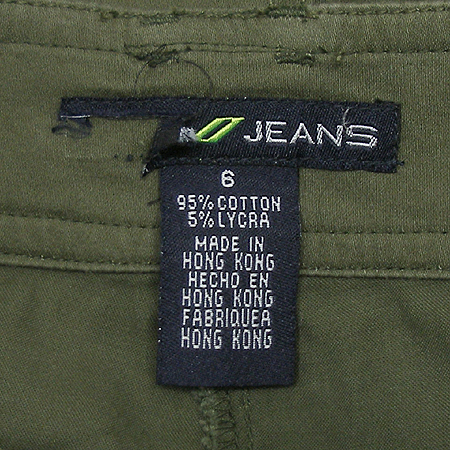 JEANS
6
95% COTTON
5% LYCRA
MADE IN
HONG KONG
HECHO EN
HONG KONG
FABRIQUEA
HONG KONG